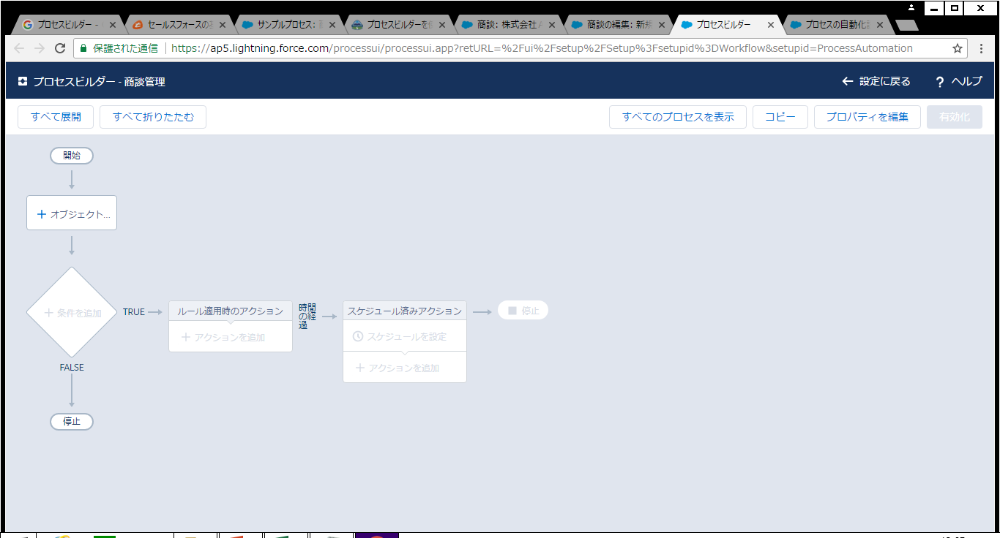 プロセスビルダー -
セールスフォースの
サンプルプロセス:
プロセスビルダーを
商談: 株式会社
商談の編集: 新規
プロセスビルダー
プロセスの自動化
保護された通信
https://ap5.lightning.force.com/processui/processui.app?retURL=%2Fui%2Fsetup%2FSetup%3Fsetupid%3DWorkflow&setupid=ProcessAutomation
プロセスビルダー - 商談管理
← 設定に戻る
? ヘルプ
すべて展開
すべて折りたたむ
すべてのプロセスを表示
コピー
プロパティを編集
有効化
開始
+ オブジェクト...
+ 条件を追加
TRUE
ルール適用時のアクション
+ アクションを追加
時間
の経
過
スケジュール済みアクション
スケジュールを設定
+ アクションを追加
停止
FALSE
停止